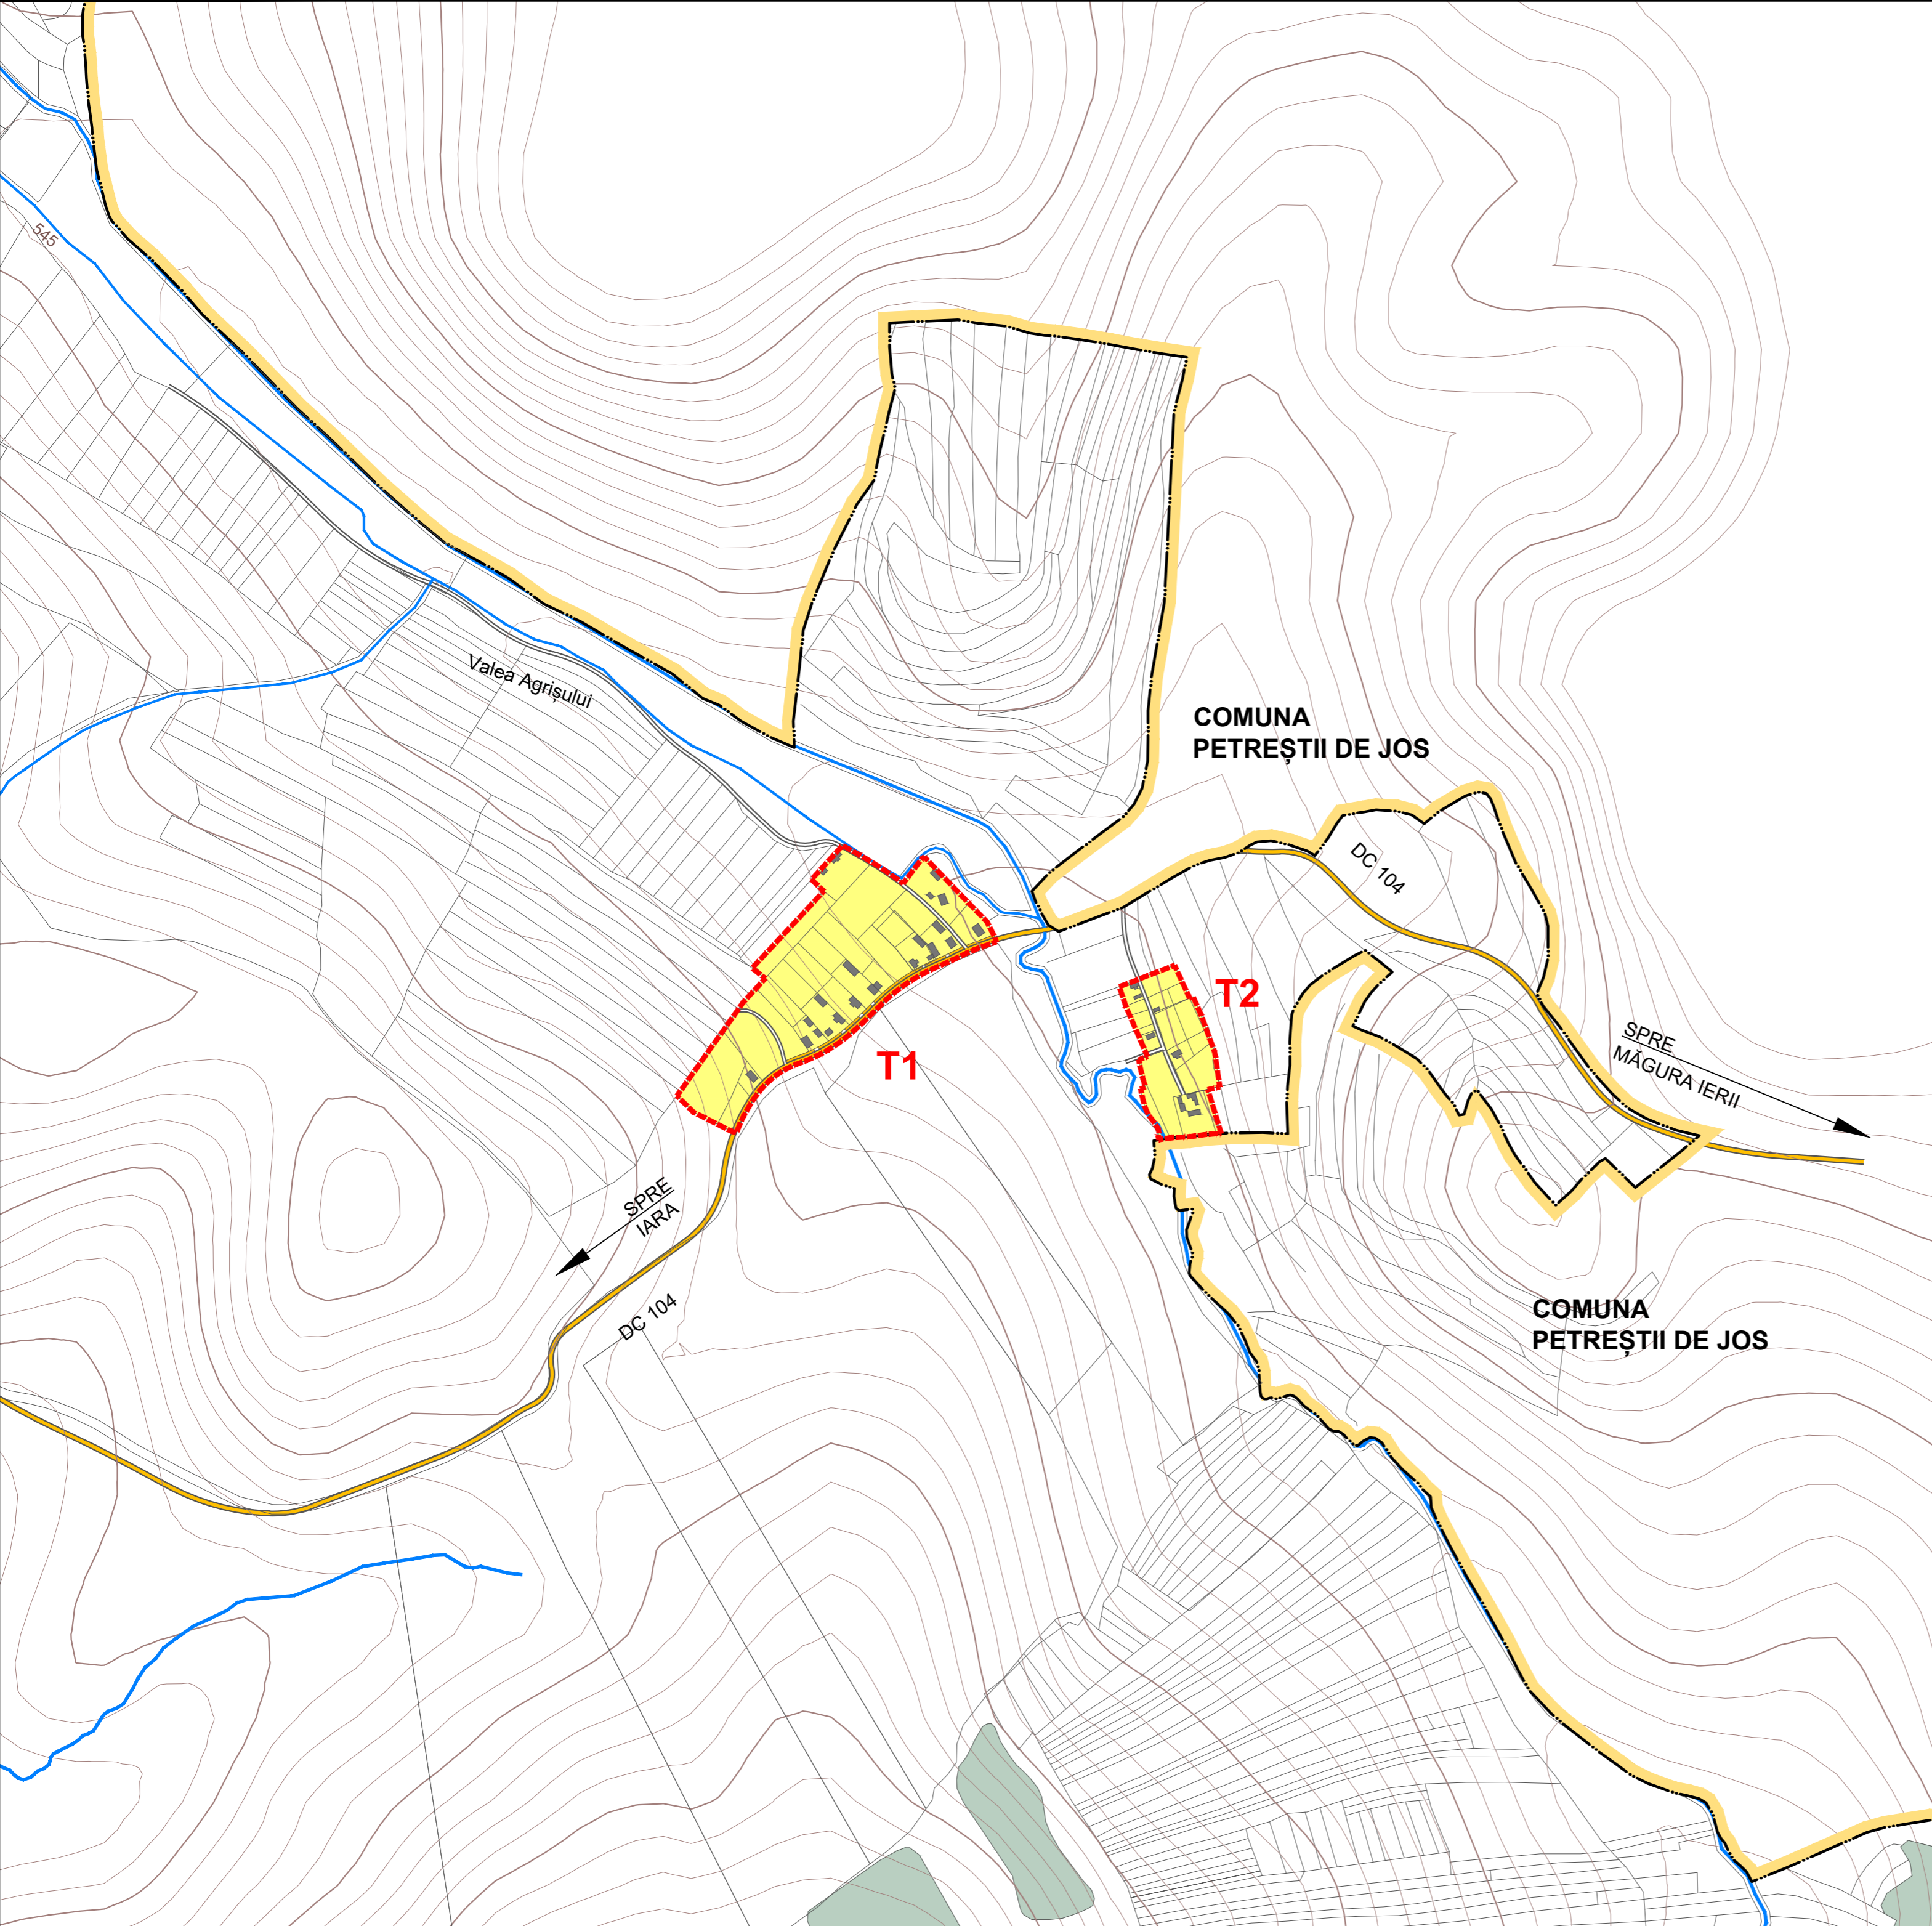 545
Valea Agrișului
COMUNA
PETREȘTII DE JOS
DC 104
T2
T1
SPRE
MĂGURA IERII
SPRE
IARA
DC 104
COMUNA
PETREȘTII DE JOS